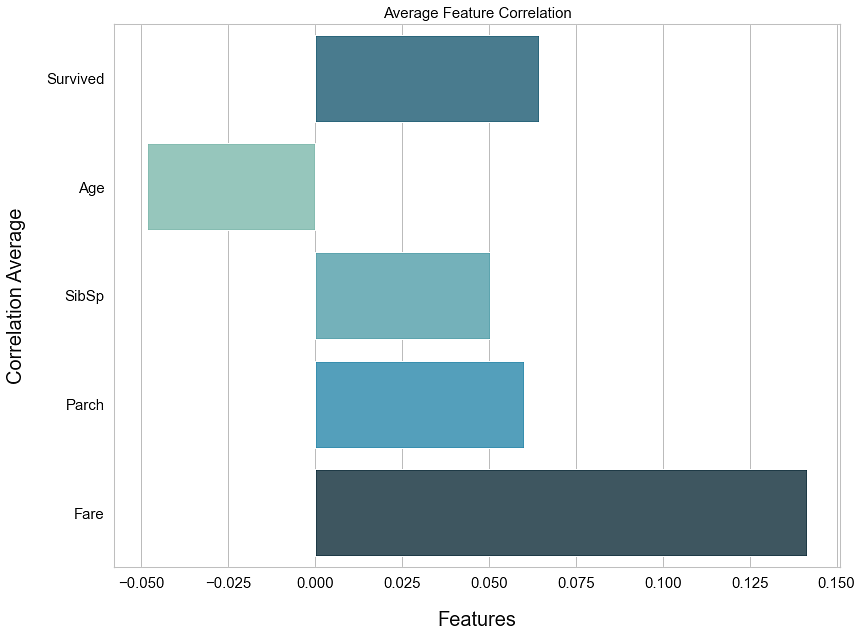 Average Feature Correlation
Survived
Age
SibSp
Parch
Fare
Correlation Average
−0.050 −0.025 0.000 0.025 0.050 0.075 0.100 0.125 0.150
Features